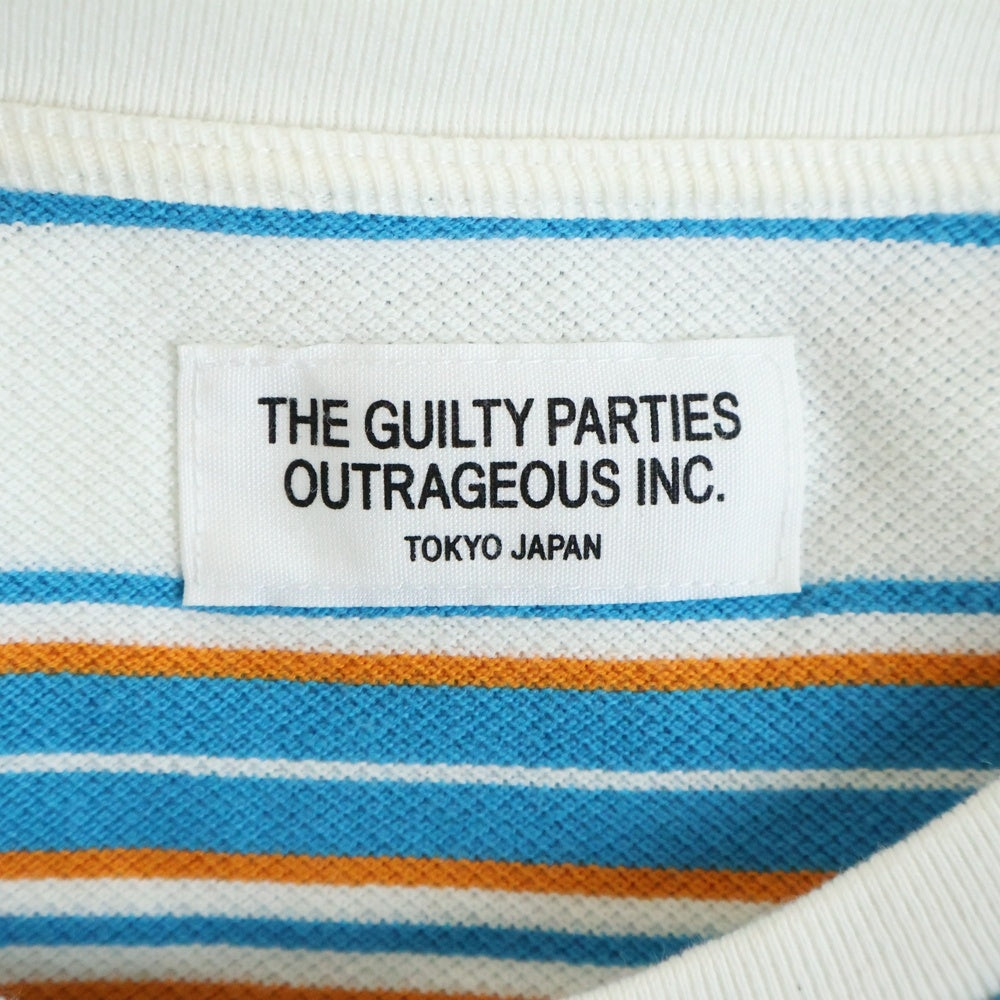 THE GUILTY PARTIES
OUTRAGEOUS INC.
TOKYO JAPAN